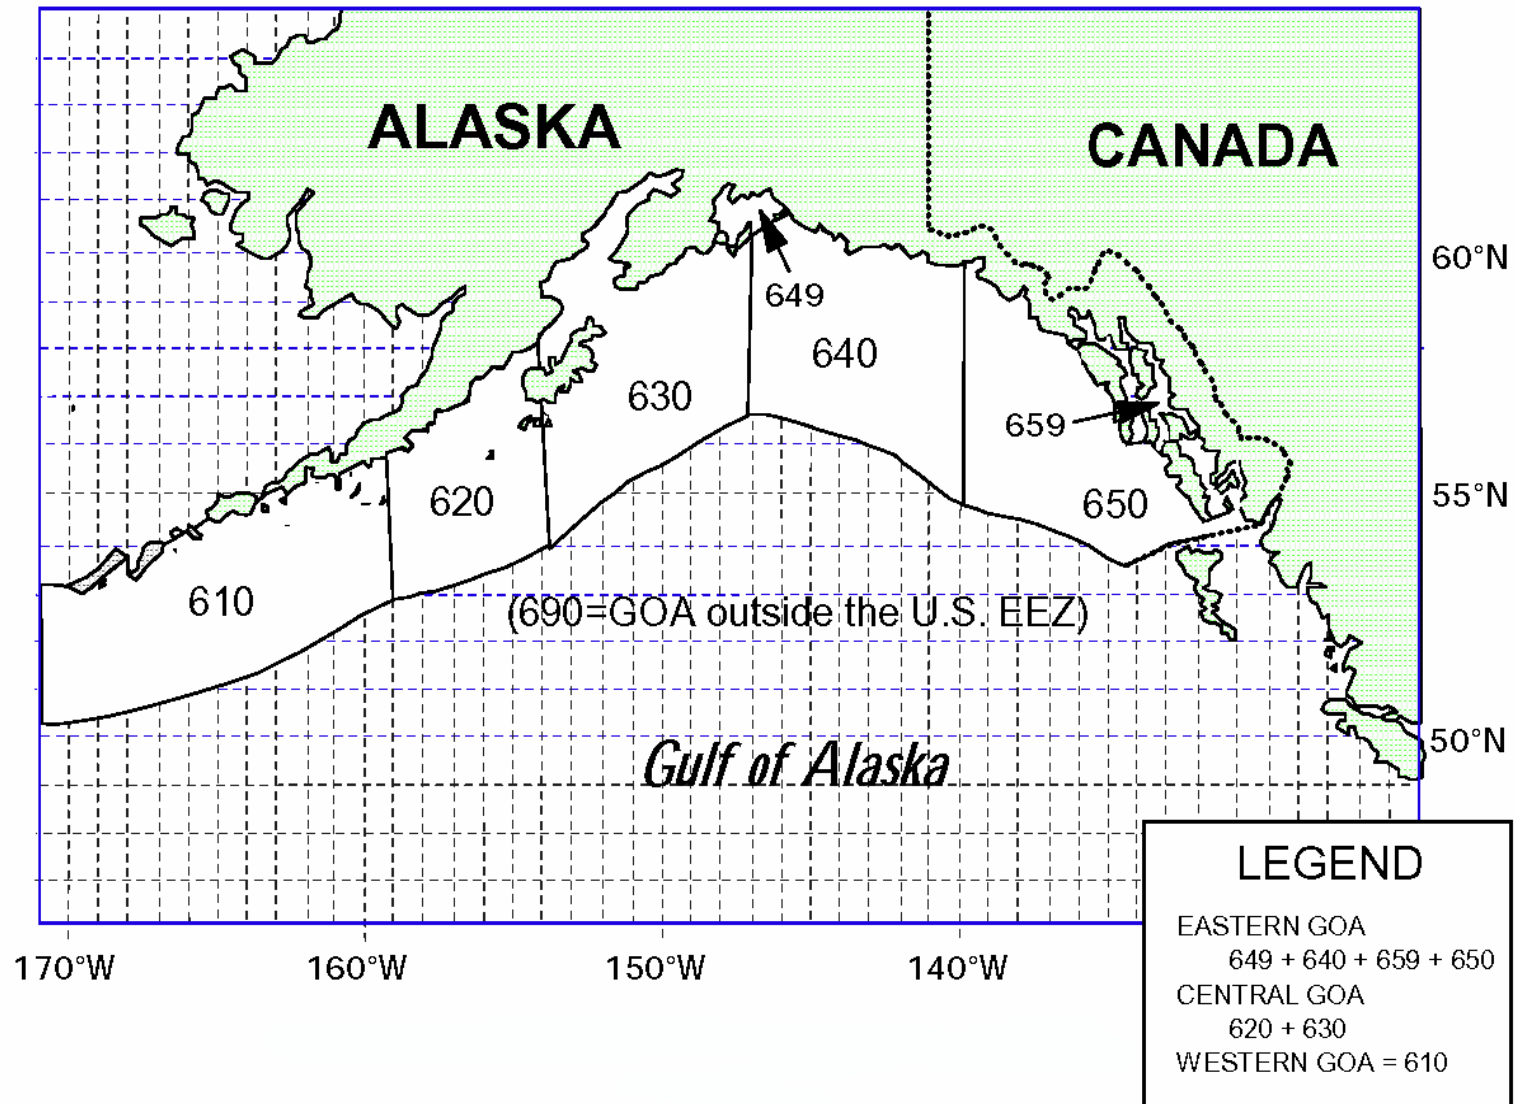 ALASKA
CANADA
60°N
649
640
630
659
620
55°N
650
610
(690=GOA outside the U.S. EEZ)
50°N
Gulf of Alaska
LEGEND
EASTERN GOA
649 + 640 + 659 + 650
CENTRAL GOA
620 + 630
WESTERN GOA = 610
170°W
160°W
150°W
140°W